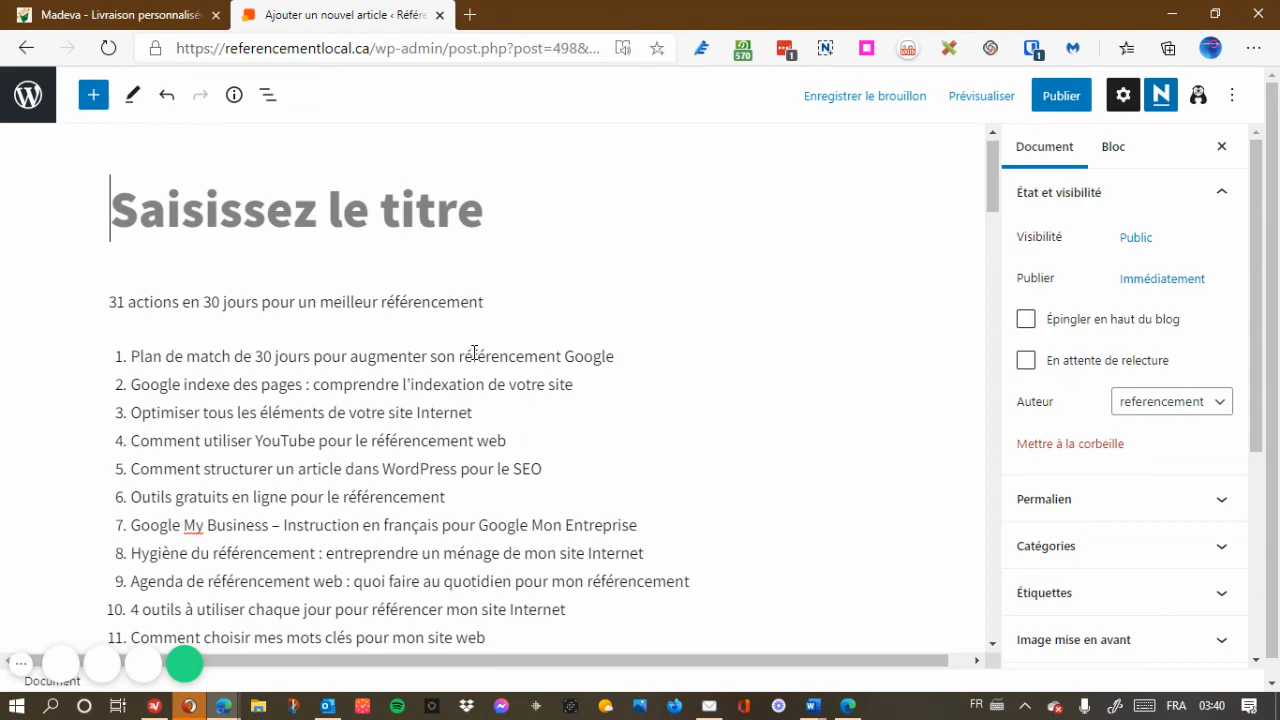 Madeva - Livraison personnalisé
Ajouter un nouvel article ‹ Référe
https://referencementlocal.ca/wp-admin/post.php?post=498&...
570
1
1
Enregistrer le brouillon
Prévisualiser
Publier
Saisissez le titre
31 actions en 30 jours pour un meilleur référencement
1. Plan de match de 30 jours pour augmenter son référencement Google
2. Google indexe des pages : comprendre l’indexation de votre site
3. Optimiser tous les éléments de votre site Internet
4. Comment utiliser YouTube pour le référencement web
5. Comment structurer un article dans WordPress pour le SEO
6. Outils gratuits en ligne pour le référencement
7. Google My Business – Instruction en français pour Google Mon Entreprise
8. Hygiène du référencement : entreprendre un ménage de mon site Internet
9. Agenda de référencement web : quoi faire au quotidien pour mon référencement
10. 4 outils à utiliser chaque jour pour référencer mon site Internet
11. Comment choisir mes mots clés pour mon site web
Document
Document
Bloc
État et visibilité
Visibilité
Public
Publier
Immédiatement
Épingler en haut du blog
En attente de relecture
Auteur
referencement
Mettre à la corbeille
Permalien
Catégories
Étiquettes
Image mise en avant
FR
03:40